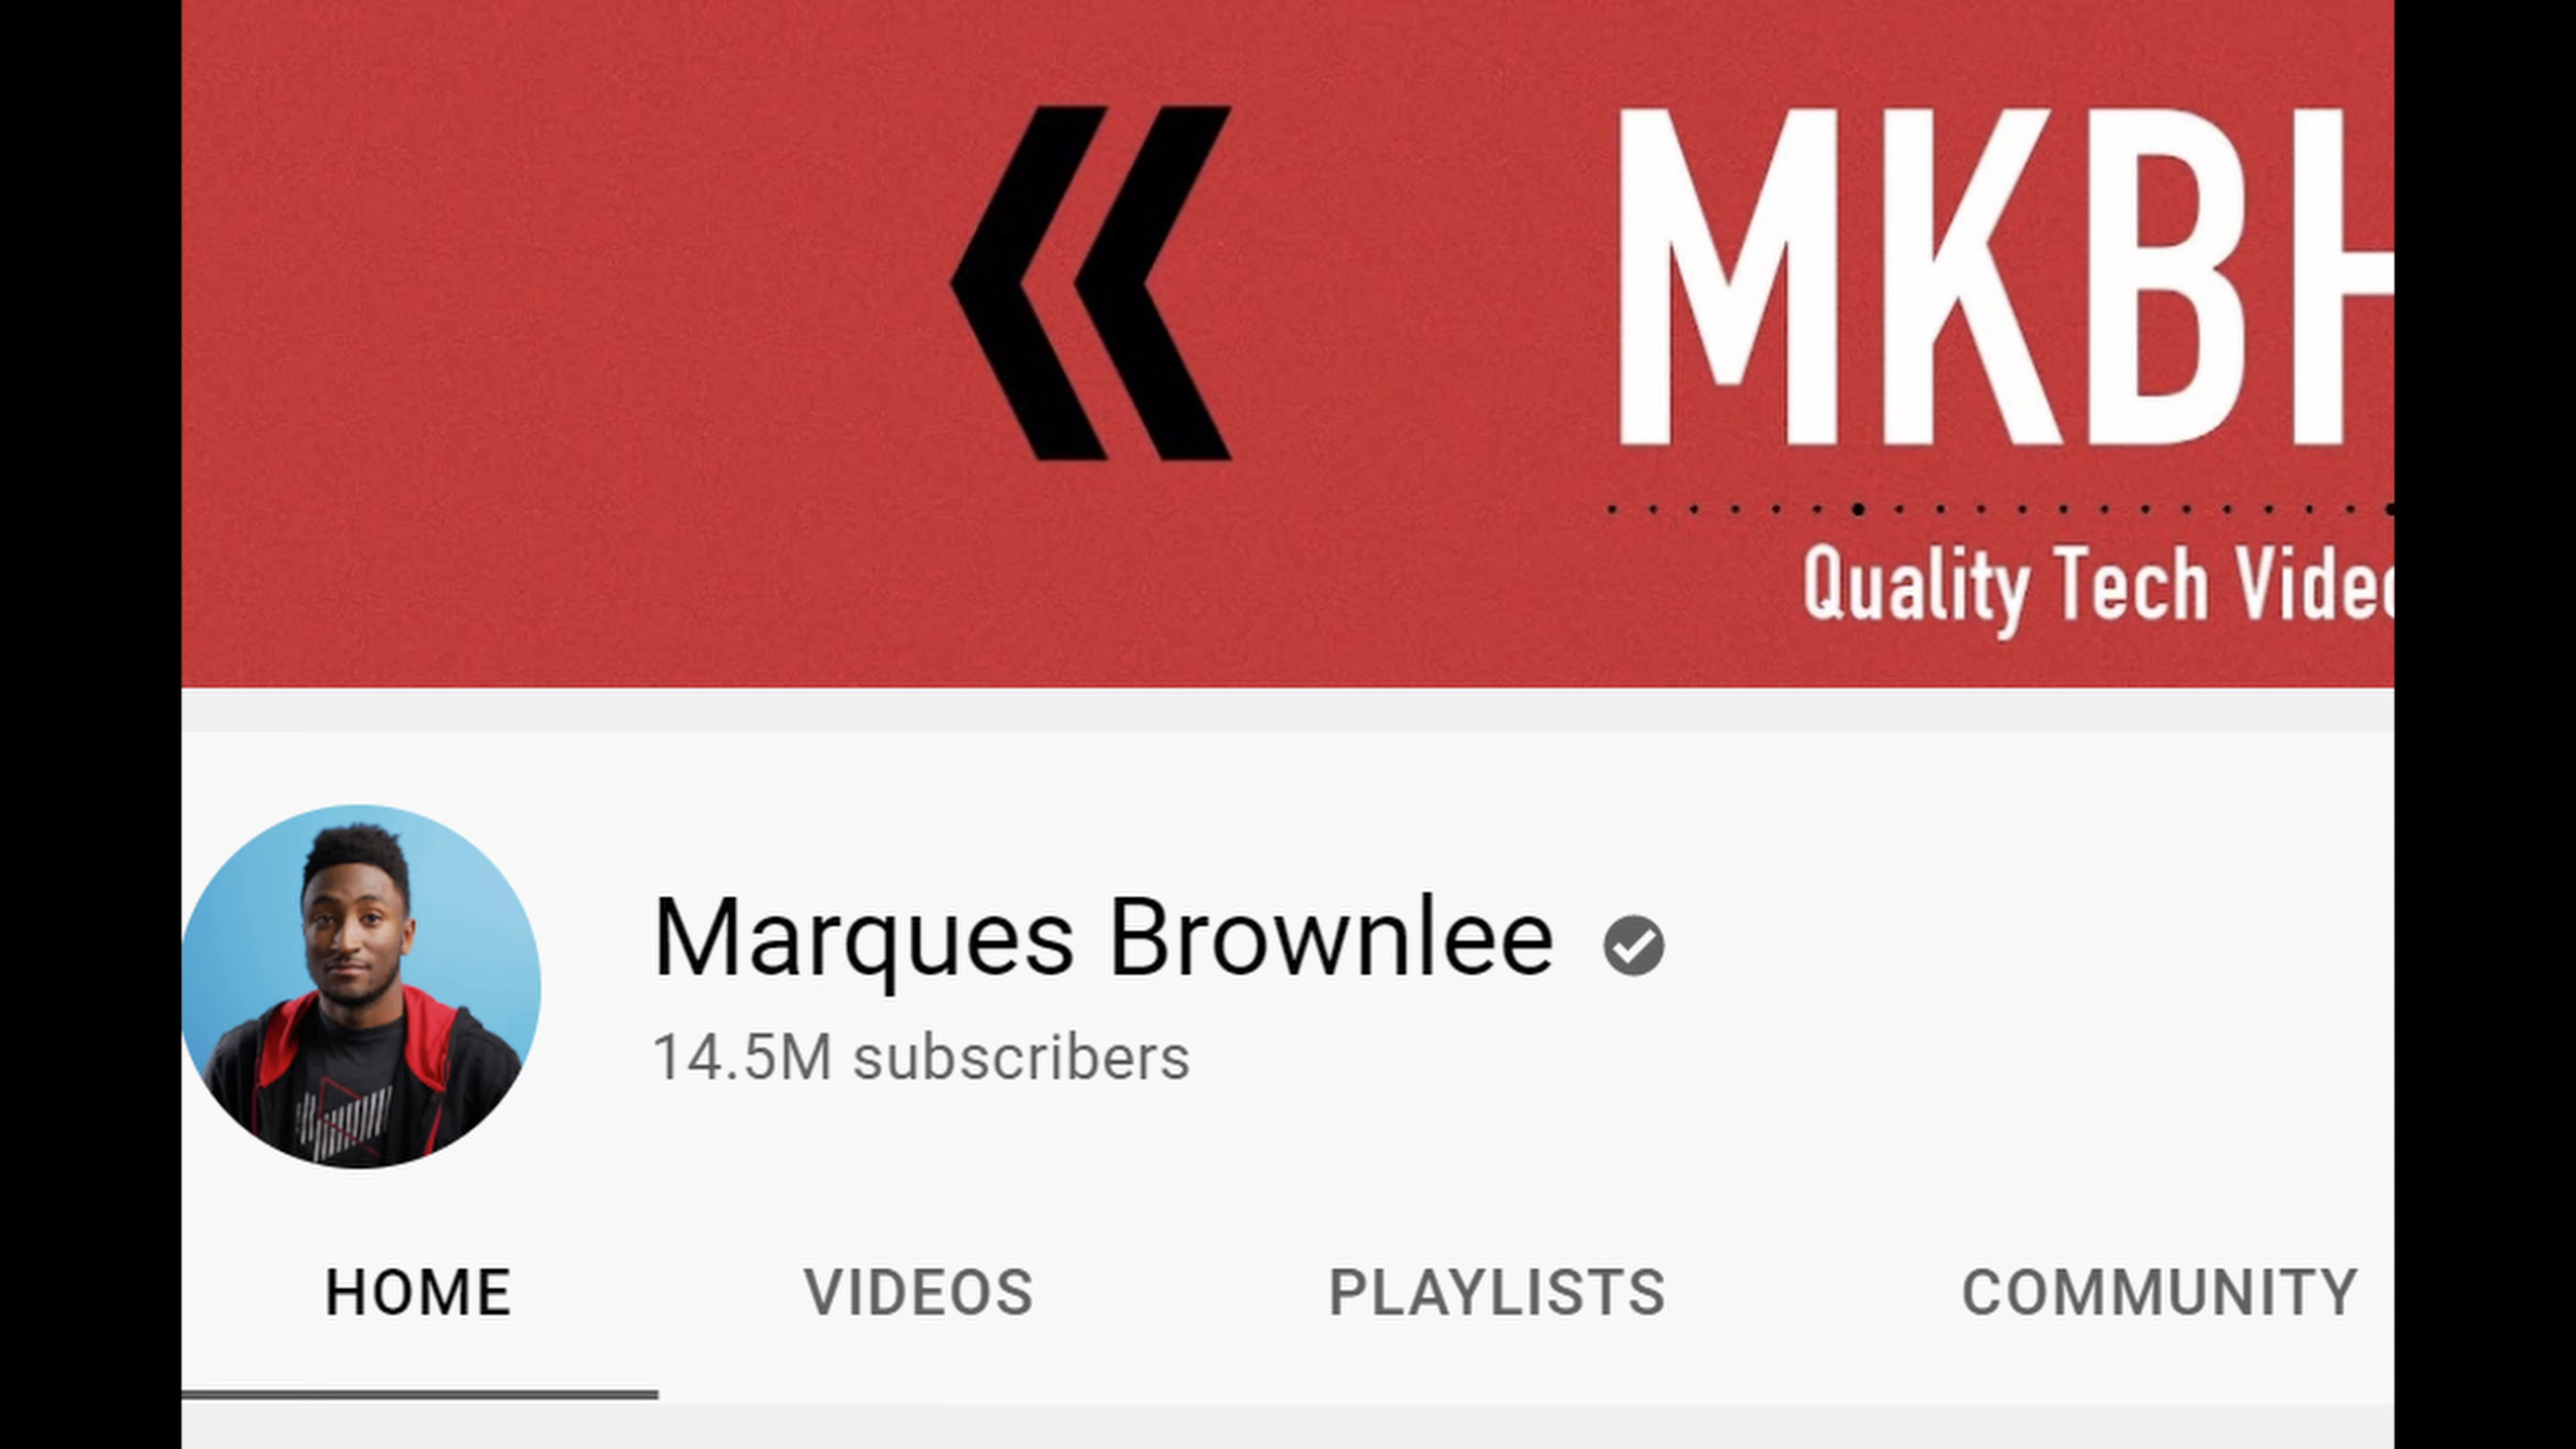 MKBH
Quality Tech Vide
Marques Brownlee
14.5M subscribers
HOME VIDEOS PLAYLISTS COMMUNITY